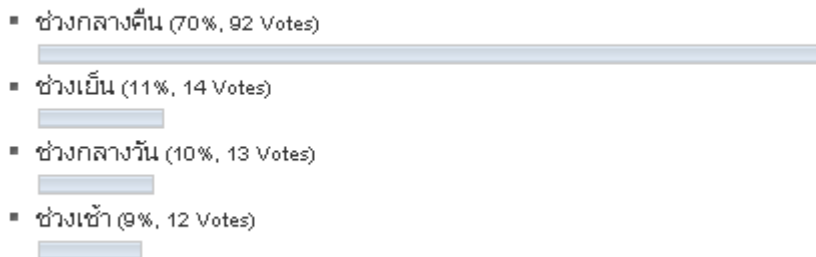 ช่วงกลางคืน (70%, 92 Votes)
ช่วงเย็น (11%, 14 Votes)
ช่วงกลางวัน (10%, 13 Votes)
ช่วงเช้า (9%, 12 Votes)